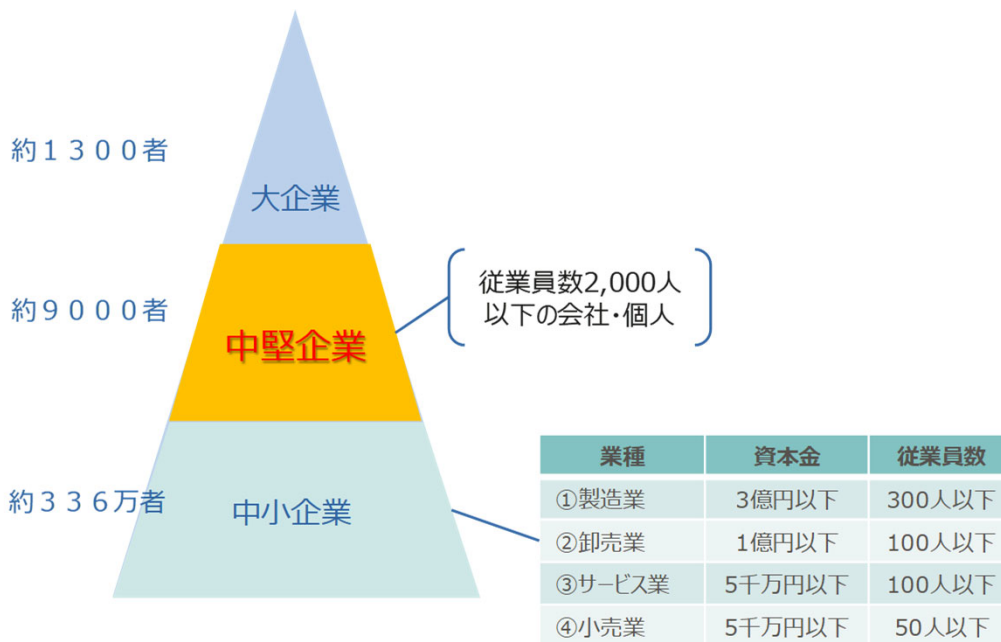 約１３００者
大企業
約９０００者
中堅企業
従業員数2,000人
以下の会社・個人
約３３６万者
中小企業
業種 資本金 従業員数
①製造業 3億円以下 300人以下
②卸売業 1億円以下 100人以下
③サービス業 5千万円以下 100人以下
④小売業 5千万円以下 50人以下